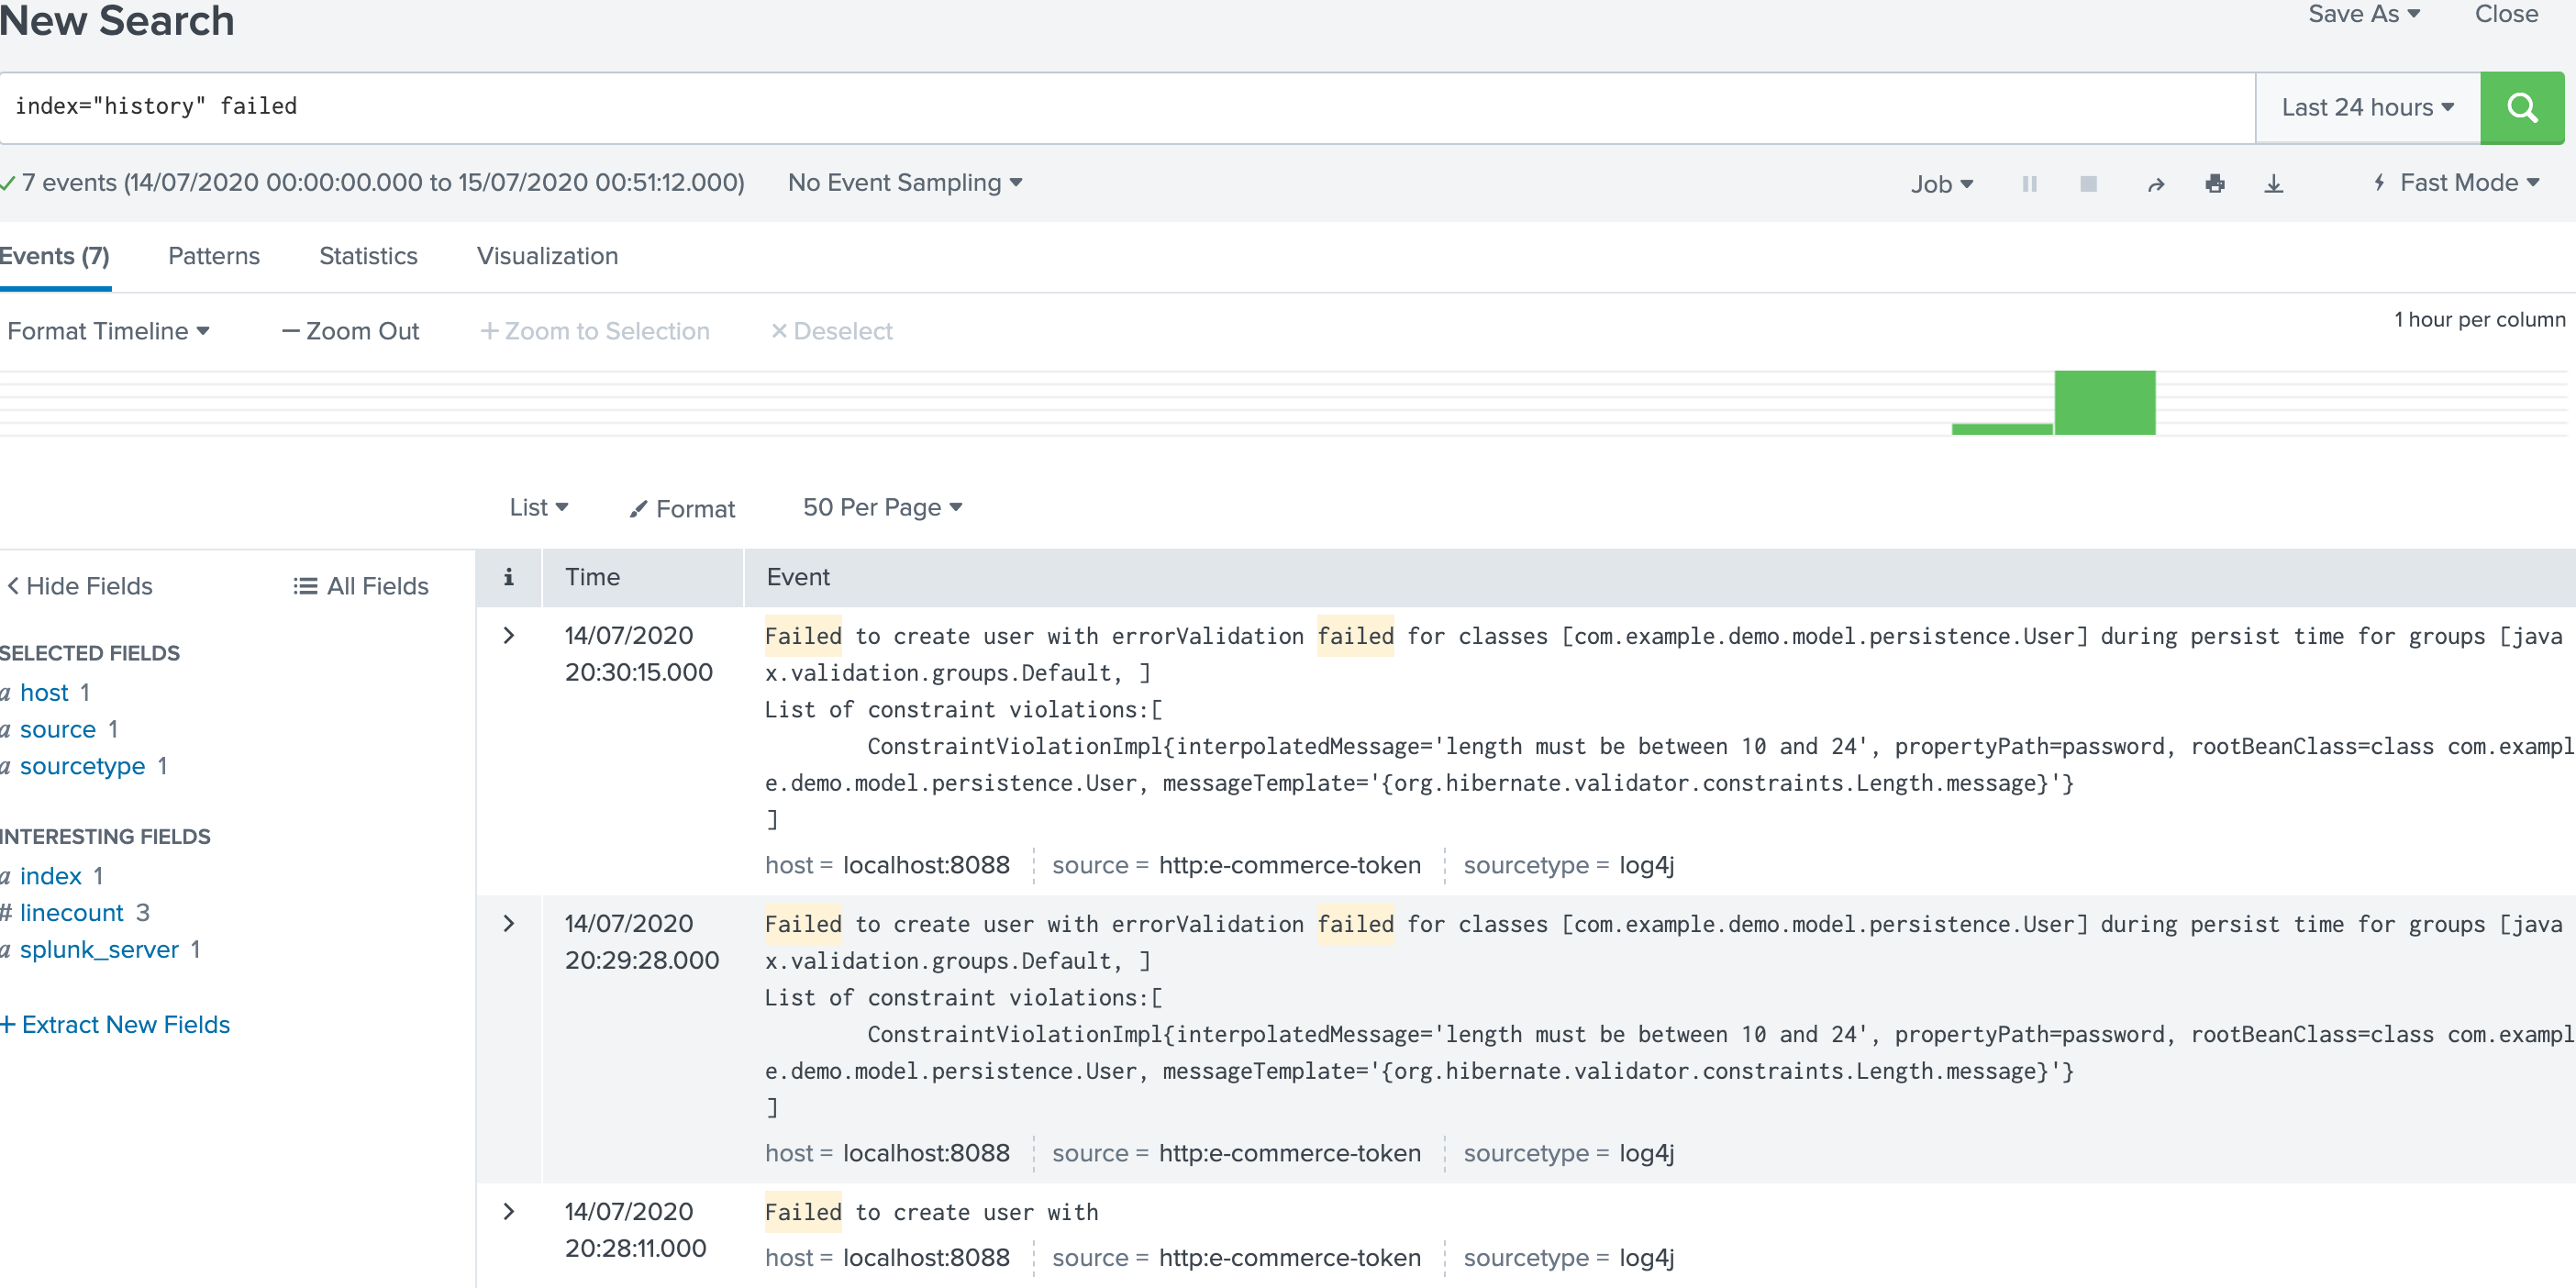 New Search
Save As
Close
index="history" failed
Last 24 hours
7 events (14/07/2020 00:00:00.000 to 15/07/2020 00:51:12.000)
No Event Sampling
Job
Fast Mode
Events (7)
Patterns
Statistics
Visualization
Format Timeline
— Zoom Out
+ Zoom to Selection
× Deselect
1 hour per column
List
Format
50 Per Page
< Hide Fields
All Fields
i
Time
Event
SELECTED FIELDS
a host 1
a source 1
a sourcetype 1
INTERESTING FIELDS
a index 1
# linecount 3
a splunk_server 1
+ Extract New Fields
14/07/2020
20:30:15.000
Failed to create user with errorValidation failed for classes [com.example.demo.model.persistence.User] during persist time for groups [java
x.validation.groups.Default, ]
List of constraint violations:[
ConstraintViolationImpl{interpolatedMessage='length must be between 10 and 24', propertyPath=password, rootBeanClass=class com.exampl
e.demo.model.persistence.User, messageTemplate='{org.hibernate.validator.constraints.Length.message}'}
]
host = localhost:8088
source = http:e-commerce-token
sourcetype = log4j
14/07/2020
20:29:28.000
Failed to create user with errorValidation failed for classes [com.example.demo.model.persistence.User] during persist time for groups [java
x.validation.groups.Default, ]
List of constraint violations:[
ConstraintViolationImpl{interpolatedMessage='length must be between 10 and 24', propertyPath=password, rootBeanClass=class com.exampl
e.demo.model.persistence.User, messageTemplate='{org.hibernate.validator.constraints.Length.message}'}
]
host = localhost:8088
source = http:e-commerce-token
sourcetype = log4j
14/07/2020
20:28:11.000
Failed to create user with
host = localhost:8088
source = http:e-commerce-token
sourcetype = log4j